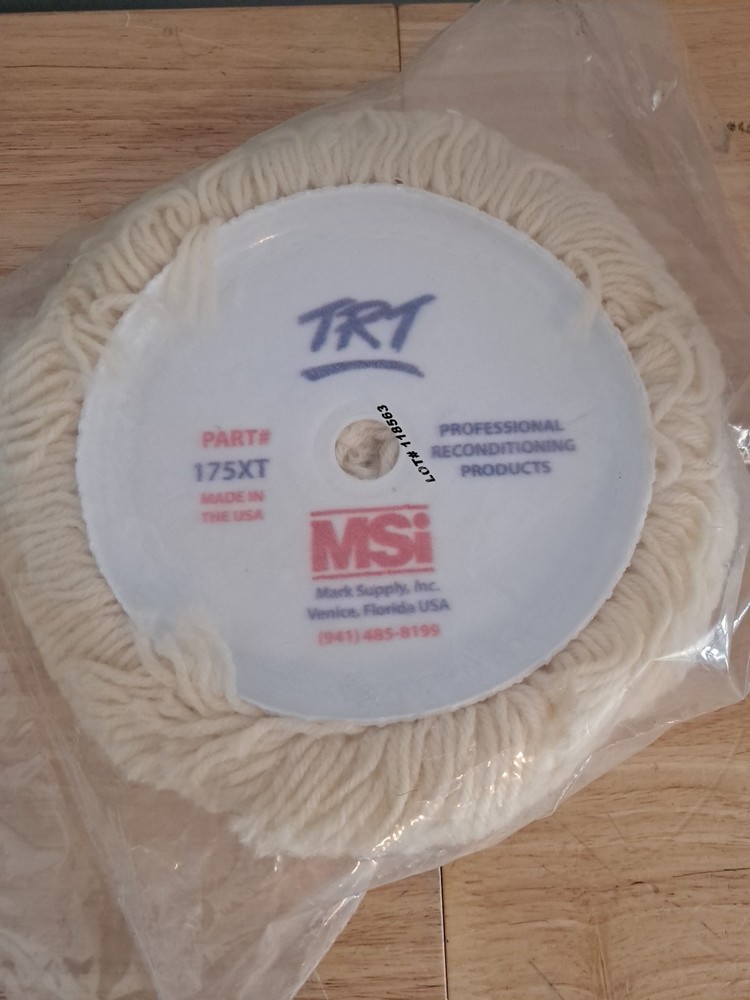 TRT
LOT# 118563
PART#
175XT
MADE IN
THE USA
PROFESSIONAL
RECONDITIONING
PRODUCTS
MSi
Mark Supply, Inc.
Venice, Florida USA
(941) 485-8199